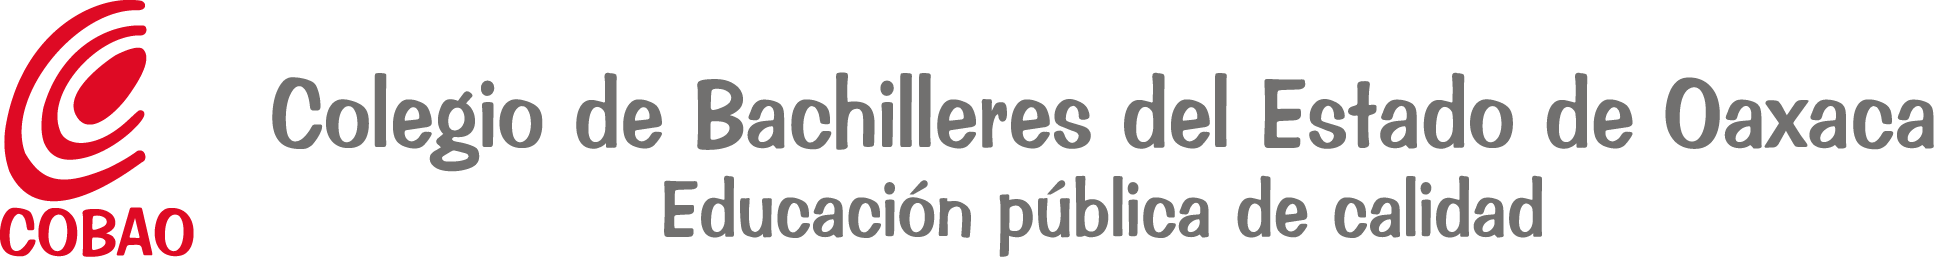 Colegio de Bachilleres del Estado de Oaxaca
Educación pública de calidad
COBAO